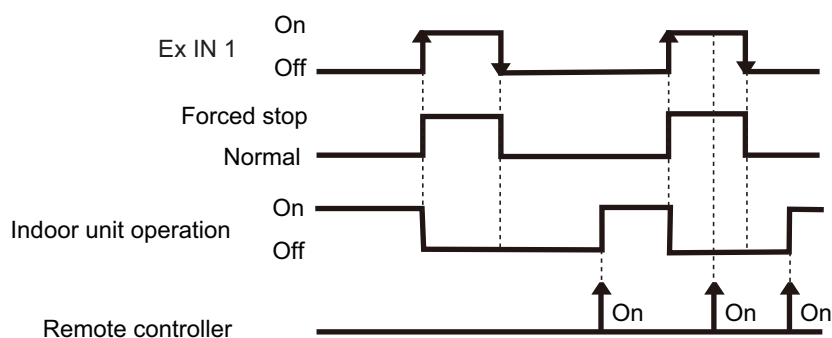 On
Ex IN 1
Off
Forced stop
Normal
On
Indoor unit operation
Off
On On On
Remote controller